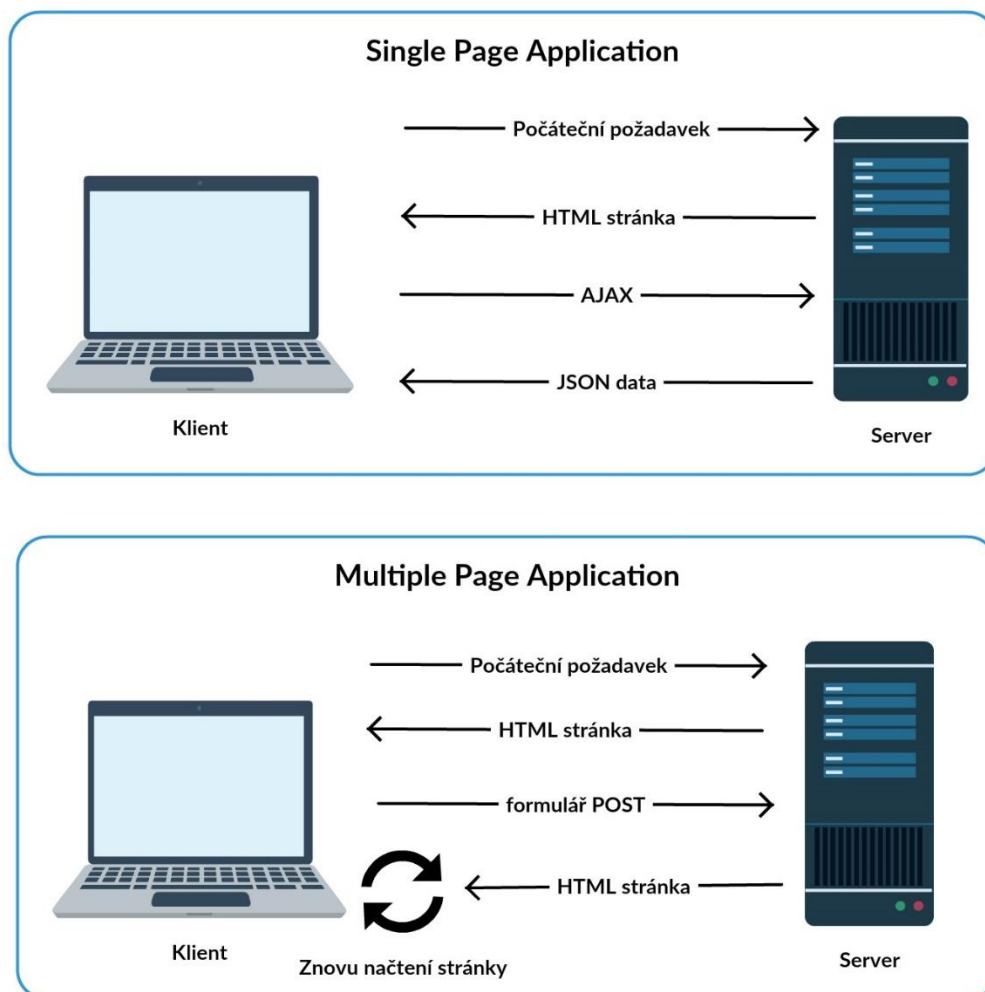 Single Page Application
Počáteční požadavek
HTML stránka
AJAX
JSON data
Klient
Server
Multiple Page Application
Počáteční požadavek
HTML stránka
formulář POST
HTML stránka
Klient
Znovu načtení stránky
Server